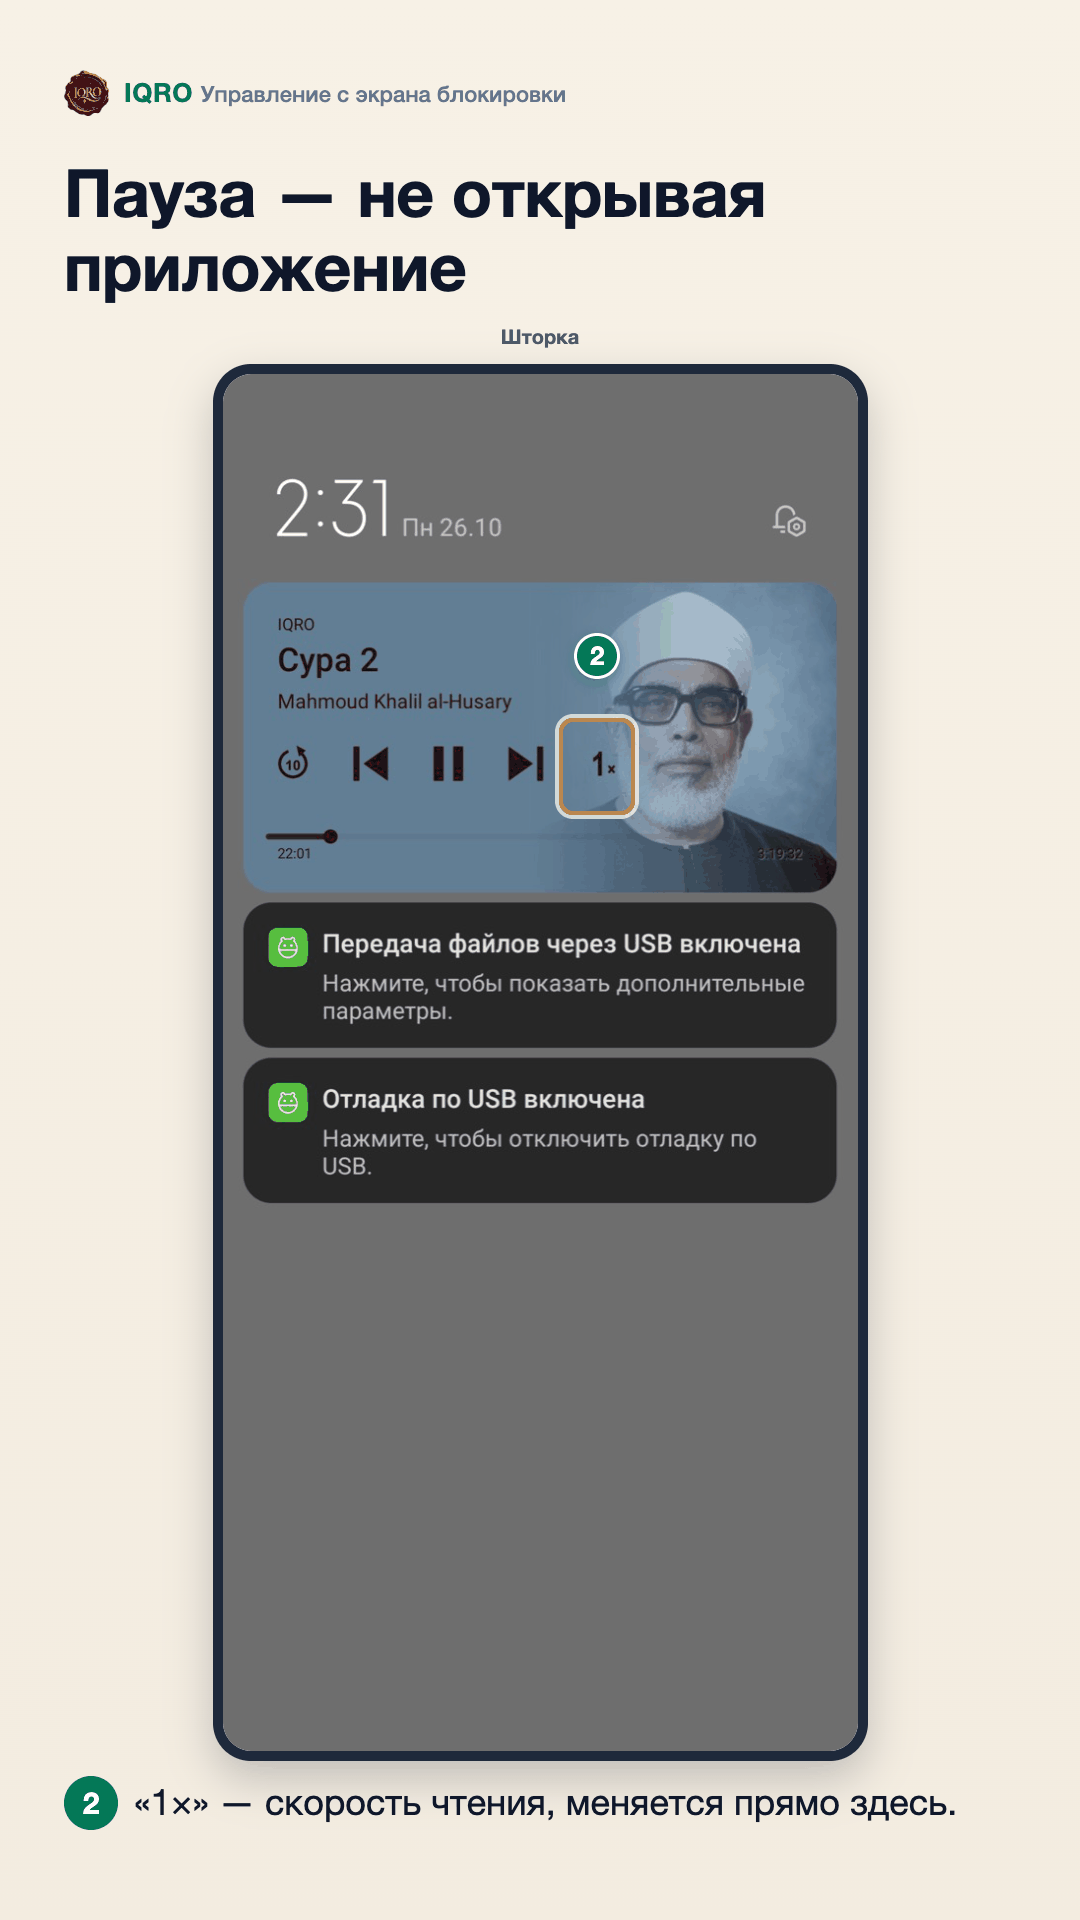 IQRO
IQRO Управление с экрана блокировки
Пауза — не открывая
приложение
Шторка
2:31 Пн 26.10
IQRO
Сура 2
Mahmoud Khalil al-Husary
2
10
1×
22:01
3:19:32
Передача файлов через USB включена
Нажмите, чтобы показать дополнительные
параметры.
Отладка по USB включена
Нажмите, чтобы отключить отладку по
USB.
2 «1×» — скорость чтения, меняется прямо здесь.